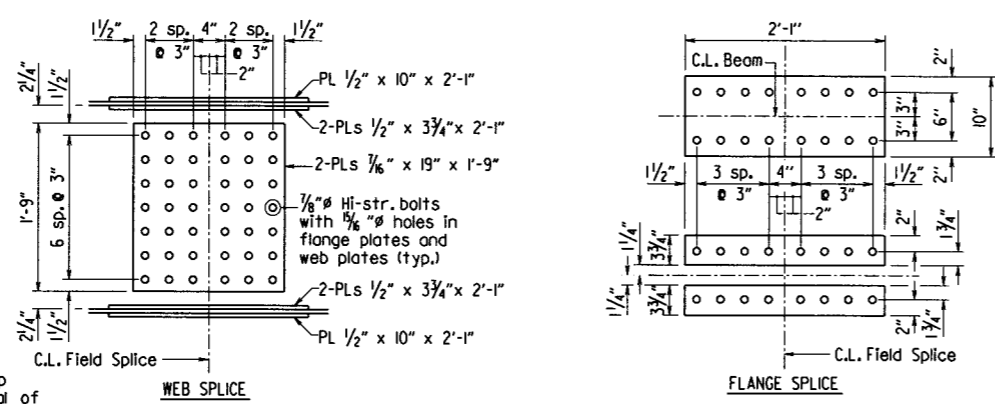 1½" 2 sp. @ 3" 4" 2 sp. @ 3" 1½"
2"
2¼"
1½"
PL ½" x 10" x 2'-1"
2-PLs ½" x 3¾" x 2'-1"
2-PLs 7/16" x 19" x 1'-9"
1'-9"
6 sp. @ 3"
⅞"ø Hi-str. bolts
with 15/16"ø holes in
flange plates and
web plates (typ.)
2-PLs ½" x 3¾" x 2'-1"
PL ½" x 10" x 2'-1"
2¼"
1½"
C.L. Field Splice
WEB SPLICE
p
al of
2'-1"
C.L. Beam
2"
3"
3"
6"
10"
2"
1½" 3 sp. @ 3" 4" 3 sp. @ 3" 1½"
2"
1¼"
3¾"
2"
1¾"
1¼"
3¾"
2"
1¾"
C.L. Field Splice
FLANGE SPLICE